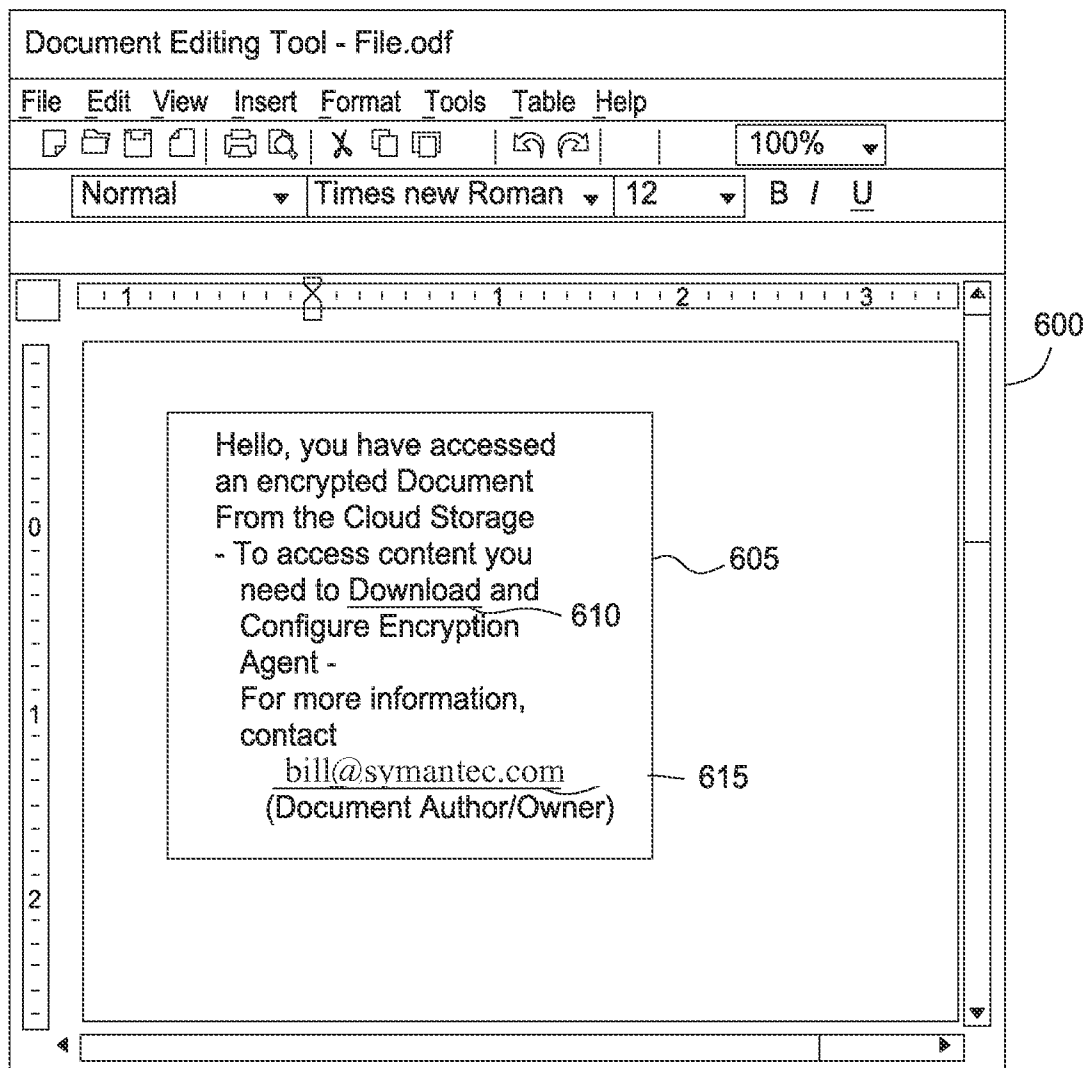 Document Editing Tool - File.odf
File Edit View Insert Format Tools Table Help
100%
Normal Times new Roman 12 B I U
1 1 2 3
600
Hello, you have accessed
an encrypted Document
From the Cloud Storage
0
- To access content you
605
need to Download and
610
Configure Encryption
Agent -
For more information,
1
contact
bill@symantec.com
615
(Document Author/Owner)
2